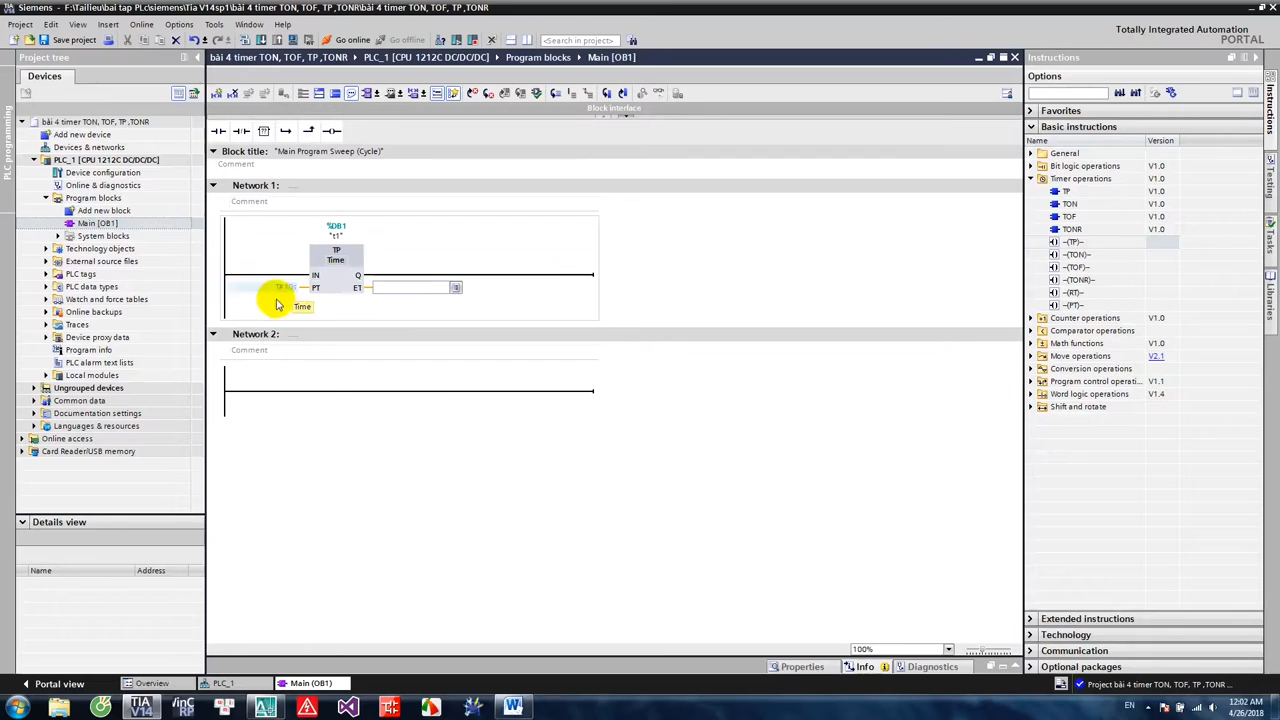 Siemens - F:\Tailieu\bai tap PLC\siemens\Tia V14sp1\bài 4 timer TON, TOF, TP ,TONR\bài 4 timer TON, TOF, TP ,TONR
Project Edit View Insert Online Options Tools Window Help
Totally Integrated Automation
PORTAL
Save project Go online Go offline <Search in project>
Project tree
bài 4 timer TON, TOF, TP ,TONR ▸ PLC_1 [CPU 1212C DC/DC/DC] ▸ Program blocks ▸ Main [OB1]
Instructions
Devices
Options
Block interface
PLC programming
bài 4 timer TON, TOF, TP ,TONR
Add new device
Devices & networks
PLC_1 [CPU 1212C DC/DC/DC]
Device configuration
Online & diagnostics
Program blocks
Add new block
Main [OB1]
System blocks
Technology objects
External source files
PLC tags
PLC data types
Watch and force tables
Online backups
Traces
Device proxy data
Program info
PLC alarm text lists
Local modules
Ungrouped devices
Common data
Documentation settings
Languages & resources
Online access
Card Reader/USB memory
Details view
Name Address
Block title: "Main Program Sweep (Cycle)"
Comment
Network 1:
Comment
%DB1
"t1"
TP
Time
IN Q
PT ET
Time
Network 2:
Comment
100%
Favorites
Basic instructions
Name Version
General
Bit logic operations V1.0
Timer operations V1.0
TP V1.0
TON V1.0
TOF V1.0
TONR V1.0
-(TP)-
-(TON)-
-(TOF)-
-(TONR)-
-(RT)-
-(PT)-
Counter operations V1.0
Comparator operations
Math functions V1.0
Move operations V2.1
Conversion operations
Program control operati... V1.1
Word logic operations V1.4
Shift and rotate
Extended instructions
Technology
Communication
Optional packages
Instructions
Testing
Tasks
Libraries
Properties Info Diagnostics
Portal view Overview PLC_1 Main (OB1)
Project bài 4 timer TON, TOF, TP ,TONR ...
TIA
V14
EN
12:02 AM
4/26/2018